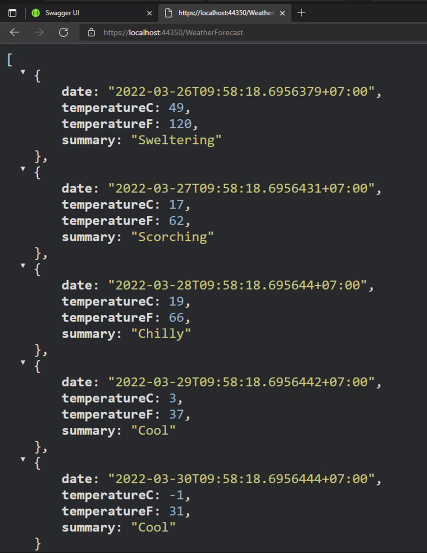 Swagger UI
https://localhost:44350/Weather
https://localhost:44350/WeatherForecast
[
{
date: "2022-03-26T09:58:18.6956379+07:00",
temperatureC: 49,
temperatureF: 120,
summary: "Sweltering"
},
{
date: "2022-03-27T09:58:18.6956431+07:00",
temperatureC: 17,
temperatureF: 62,
summary: "Scorching"
},
{
date: "2022-03-28T09:58:18.695644+07:00",
temperatureC: 19,
temperatureF: 66,
summary: "Chilly"
},
{
date: "2022-03-29T09:58:18.6956442+07:00",
temperatureC: 3,
temperatureF: 37,
summary: "Cool"
},
{
date: "2022-03-30T09:58:18.6956444+07:00",
temperatureC: -1,
temperatureF: 31,
summary: "Cool"
}